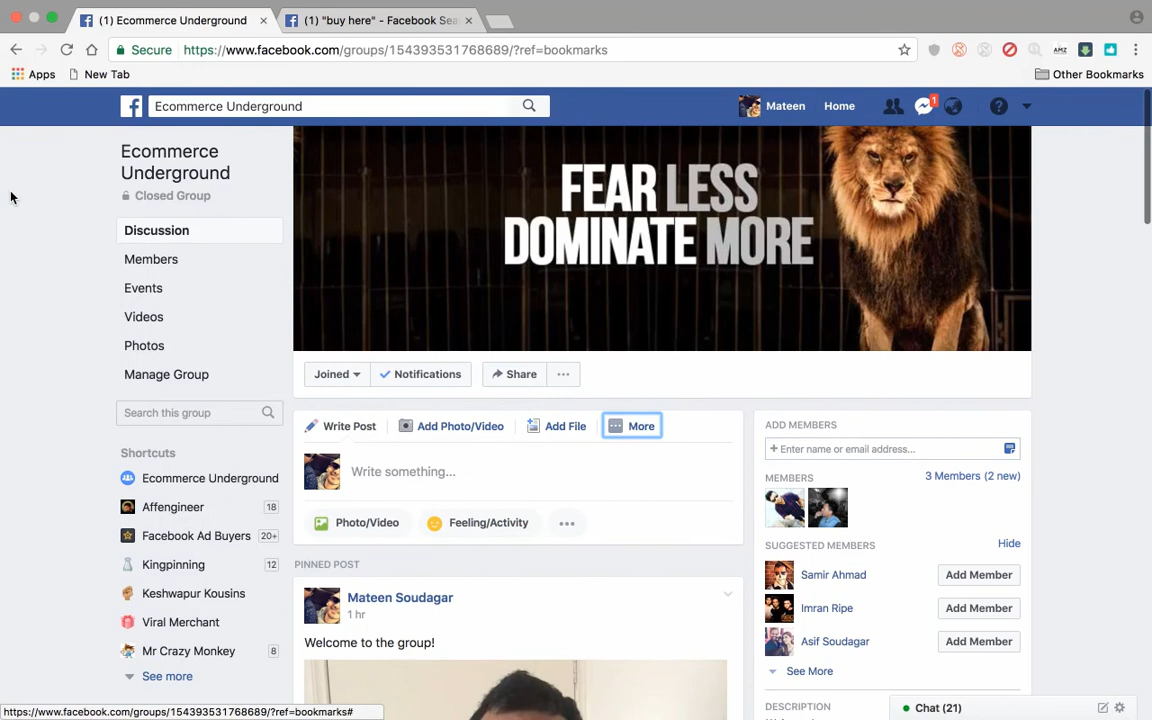 (1) Ecommerce Underground
(1) "buy here" - Facebook Sea
Secure
https://www.facebook.com/groups/154393531768689/?ref=bookmarks
AMZ
Apps
New Tab
Other Bookmarks
Ecommerce Underground
Mateen
Home
1
Ecommerce
Underground
Closed Group
Discussion
Members
Events
Videos
Photos
Manage Group
Search this group
Shortcuts
Ecommerce Underground
Affengineer 18
Facebook Ad Buyers 20+
Kingpinning 12
Keshwapur Kousins
Viral Merchant
Mr Crazy Monkey 8
See more
FEAR LESS
DOMINATE MORE
Joined
Notifications
Share
Write Post
Add Photo/Video
Add File
More
Write something...
Photo/Video
Feeling/Activity
PINNED POST
Mateen Soudagar
1 hr
Welcome to the group!
ADD MEMBERS
+ Enter name or email address...
MEMBERS
3 Members (2 new)
SUGGESTED MEMBERS
Hide
Samir Ahmad
Add Member
Imran Ripe
Add Member
Asif Soudagar
Add Member
See More
DESCRIPTION
Chat (21)
https://www.facebook.com/groups/154393531768689/?ref=bookmarks#